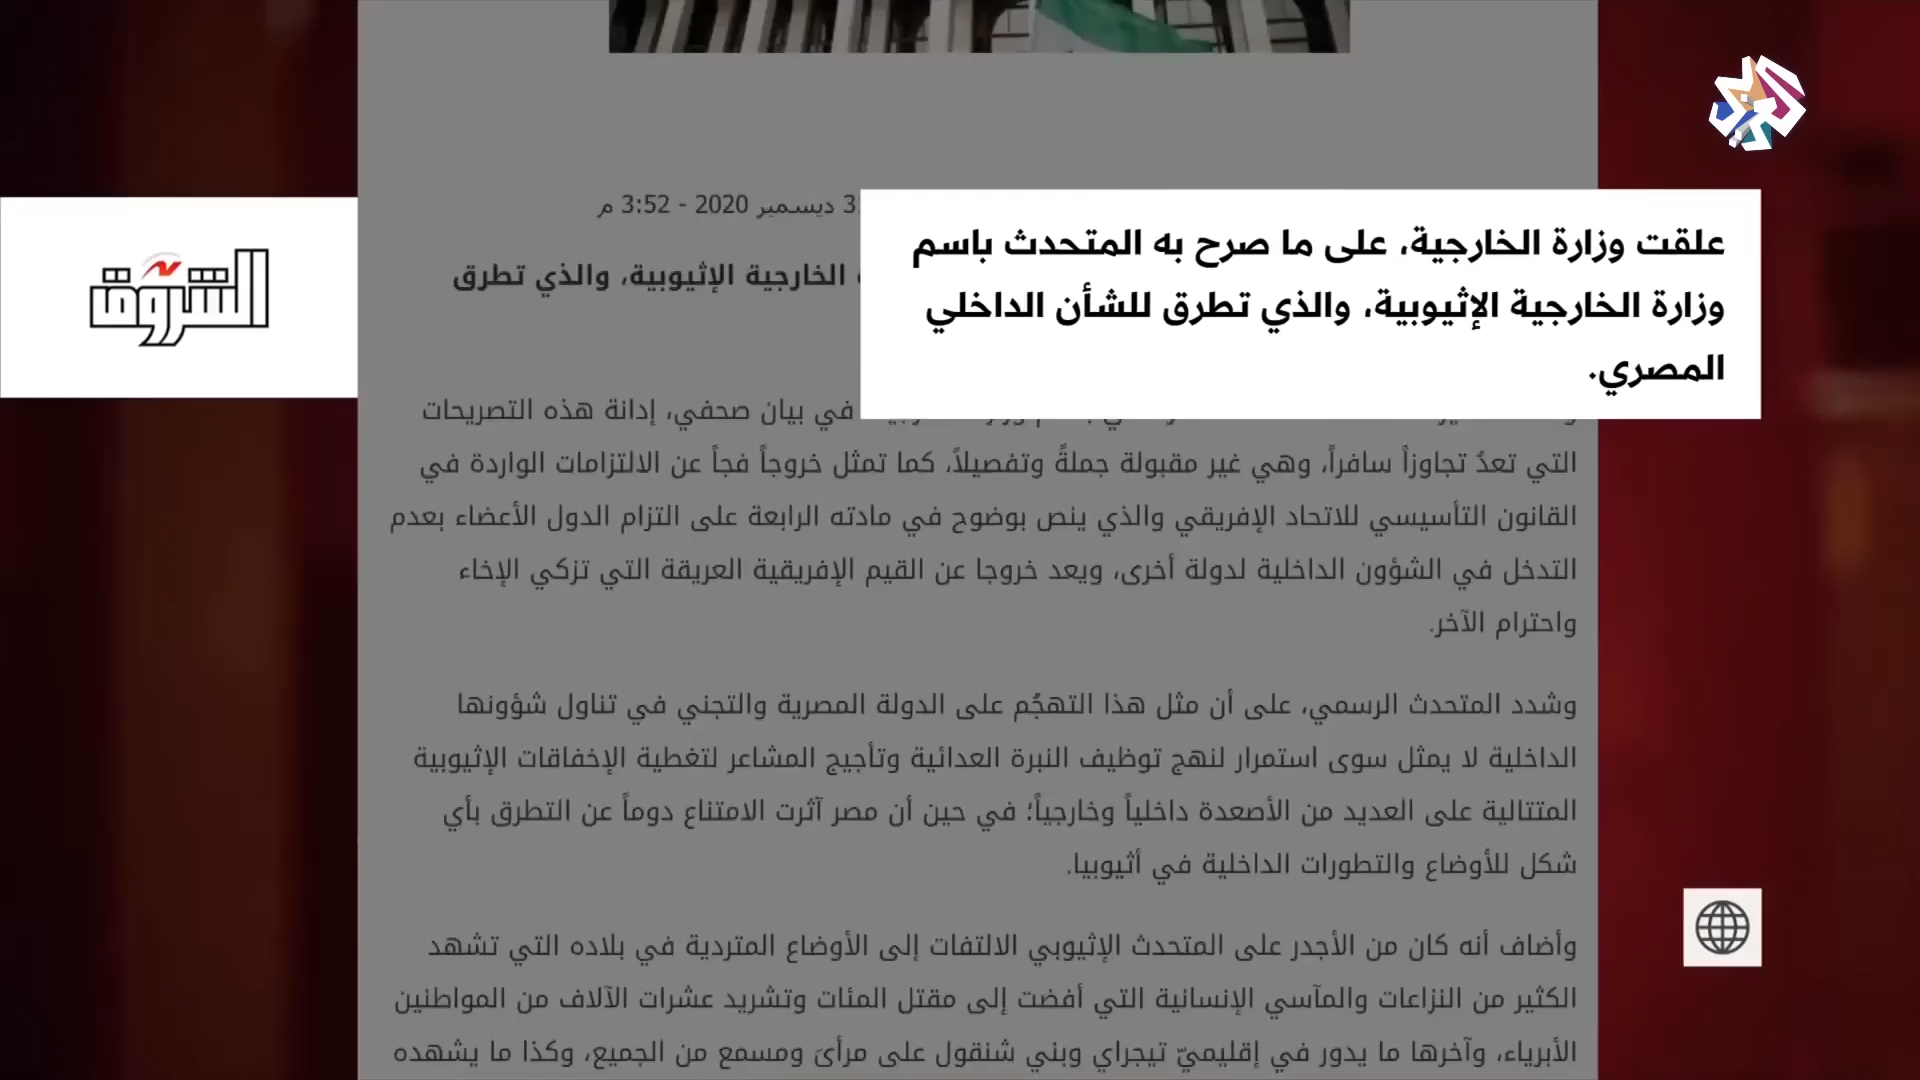 3 ديسمبر 2020 - 3:52 م
الشروق
علقت وزارة الخارجية، على ما صرح به المتحدث باسم
وزارة الخارجية الإثيوبية، والذي تطرق للشأن الداخلي
المصري.
الخارجية الإثيوبية، والذي تطرق
في بيان صحفي، إدانة هذه التصريحات
التي تعدُ تجاوزاً سافراً، وهي غير مقبولة جملةً وتفصيلاً، كما تمثل خروجاً فجاً عن الالتزامات الواردة في
القانون التأسيسي للاتحاد الإفريقي والذي ينص بوضوح في مادته الرابعة على التزام الدول الأعضاء بعدم
التدخل في الشؤون الداخلية لدولة أخرى، ويعد خروجا عن القيم الإفريقية العريقة التي تزكي الإخاء
واحترام الآخر.
وشدد المتحدث الرسمي، على أن مثل هذا التهجُم على الدولة المصرية والتجني في تناول شؤونها
الداخلية لا يمثل سوى استمرار لنهج توظيف النبرة العدائية وتأجيج المشاعر لتغطية الإخفاقات الإثيوبية
المتتالية على العديد من الأصعدة داخلياً وخارجياً؛ في حين أن مصر آثرت الامتناع دوماً عن التطرق بأي
شكل للأوضاع والتطورات الداخلية في أثيوبيا.
وأضاف أنه كان من الأجدر على المتحدث الإثيوبي الالتفات إلى الأوضاع المتردية في بلاده التي تشهد
الكثير من النزاعات والمآسي الإنسانية التي أفضت إلى مقتل المئات وتشريد عشرات الآلاف من المواطنين
الأبرياء، وآخرها ما يدور في إقليميّ تيجراي وبني شنقول على مرأىَ ومسمع من الجميع، وكذا ما يشهده